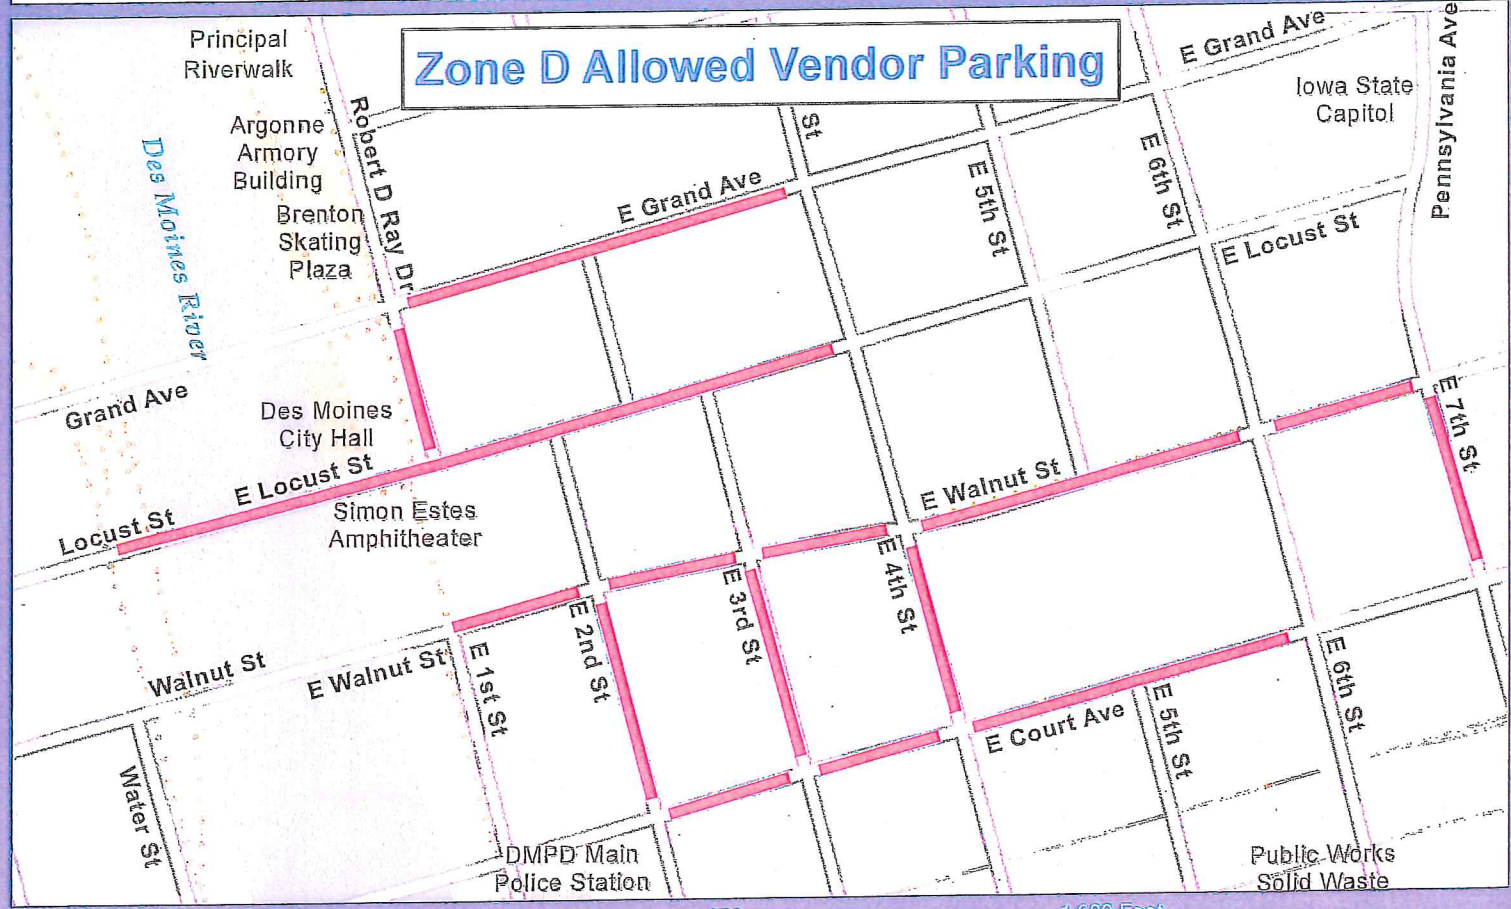 Zone D Allowed Vendor Parking
Principal
Riverwalk
E Grand Ave
Pennsylvania Ave
Iowa State
Capitol
Argonne
Armory
Building
Robert D Ray Dr
St
E 6th St
Des Moines River
Brenton
Skating
Plaza
E Grand Ave
E 5th St
E Locust St
Grand Ave
Des Moines
City Hall
E 7th St
E Locust St
Locust St
Simon Estes
Amphitheater
E Walnut St
E 4th St
E 3rd St
E 2nd St
E 1st St
Walnut St
E Walnut St
E 6th St
E Court Ave
E 5th St
Water St
DMPD Main
Police Station
Public Works
Solid Waste